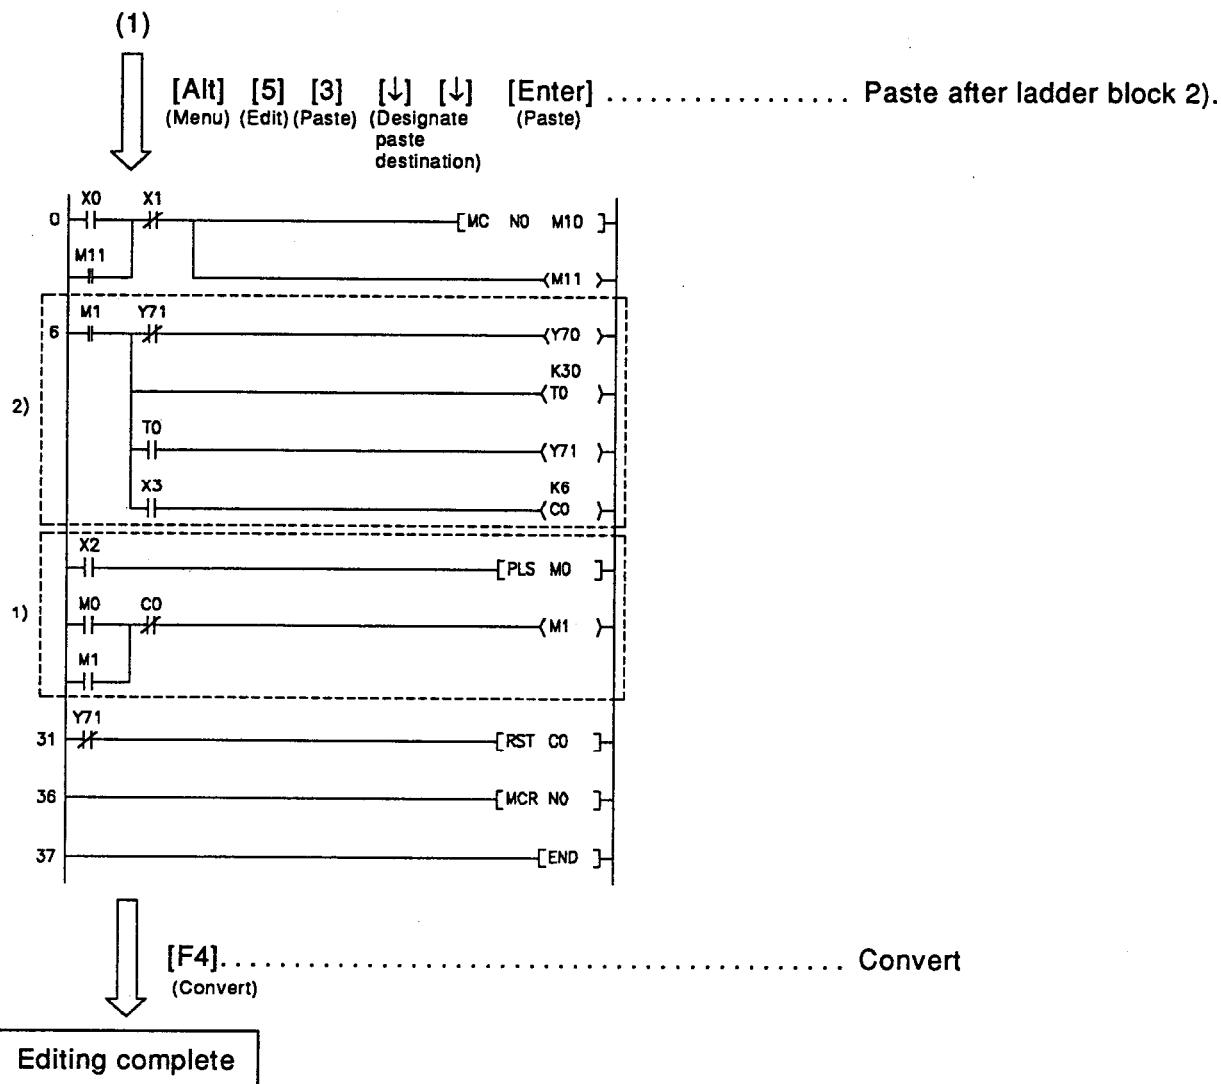 (1)
[Alt] [5] [3] [↓] [↓] [Enter] ................. Paste after ladder block 2).
(Menu) (Edit) (Paste) (Designate paste destination) (Paste)
X0 X1
0 [MC N0 M10 ]
M11
(M11 )
M1 Y71
6 (Y70 )
K30
(T0 )
2)
T0
(Y71 )
X3 K6
(C0 )
X2
[PLS M0 ]
M0 C0
1) (M1 )
M1
Y71
31 [RST C0 ]
36 [MCR N0 ]
37 [END ]
[F4]........................................... Convert
(Convert)
Editing complete